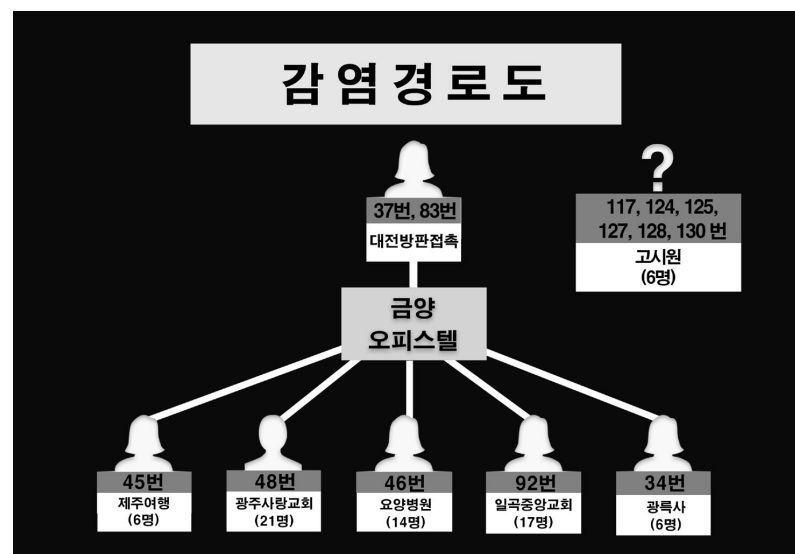 감염경로도
?
37번, 83번
대전방판접촉
117, 124, 125,
127, 128, 130 번
고시원
(6명)
금양
오피스텔
45번
제주여행
(6명)
48번
광주사랑교회
(21명)
46번
요양병원
(14명)
92번
일곡중앙교회
(17명)
34번
광륵사
(6명)